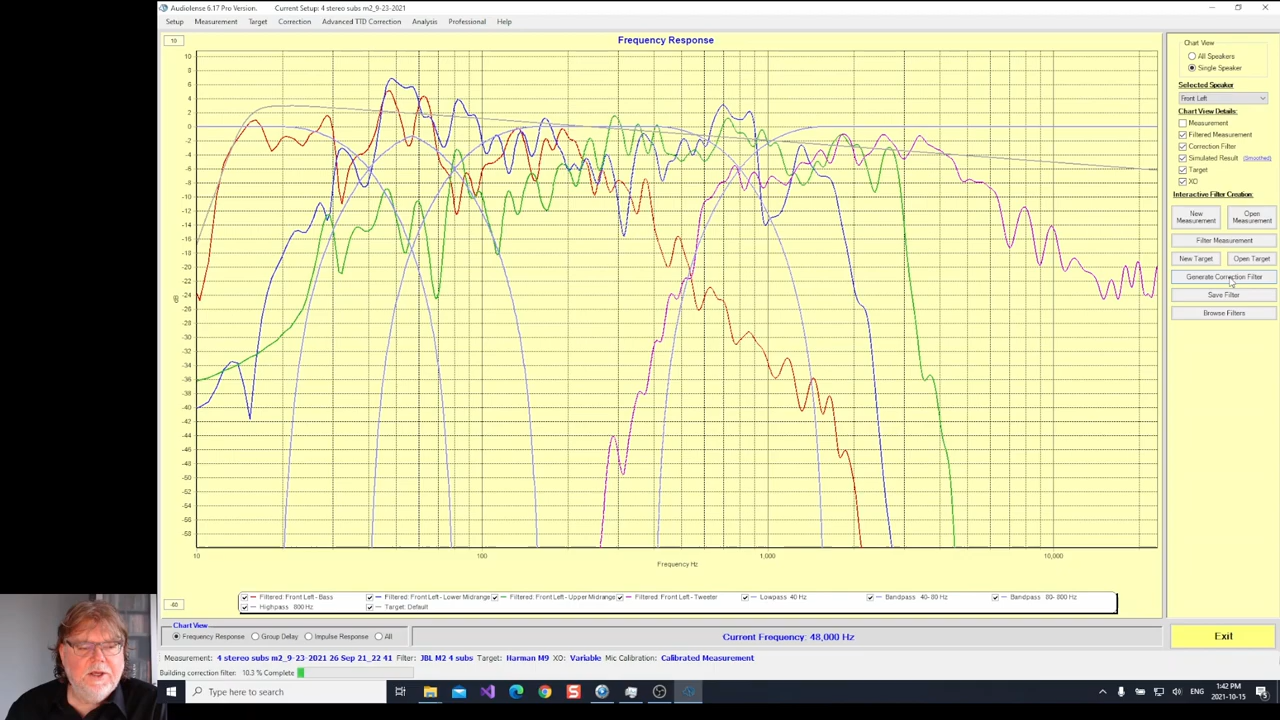 Audiolense 6.17 Pro Version. Current Setup: 4 stereo subs m2_9-23-2021
Setup Measurement Target Correction Advanced TTD Correction Analysis Professional Help
10
Frequency Response
10
8
6
4
2
0
-2
-4
-6
-8
-10
-12
-14
-16
-18
-20
-22
-24
-26
-28
-30
-32
-34
-36
-38
-40
-42
-44
-46
-48
-50
-52
-54
-56
-58
dB
10 100 1,000 10,000
Frequency Hz
-60
Filtered: Front Left - Bass Filtered: Front Left - Lower Midrange Filtered: Front Left - Upper Midrange Filtered: Front Left - Tweeter Lowpass 40 Hz Bandpass 40- 80 Hz Bandpass 80- 800 Hz
Highpass 800 Hz Target: Default
Chart View
All Speakers
Single Speaker
Selected Speaker
Front Left
Chart View Details:
Measurement
Filtered Measurement
Correction Filter
Simulated Result (Smoothed)
Target
XO
Interactive Filter Creation:
New Measurement
Open Measurement
Filter Measurement
New Target Open Target
Generate Correction Filter
Save Filter
Browse Filters
Chart View
Frequency Response Group Delay Impulse Response All
Current Frequency: 48,000 Hz
Exit
Measurement: 4 stereo subs m2_9-23-2021 26 Sep 21_22 41 Filter: JBL M2 4 subs Target: Harman M9 XO: Variable Mic Calibration: Calibrated Measurement
Building correction filter: 10.3 % Complete
Type here to search
ENG
1:42 PM
2021-10-15